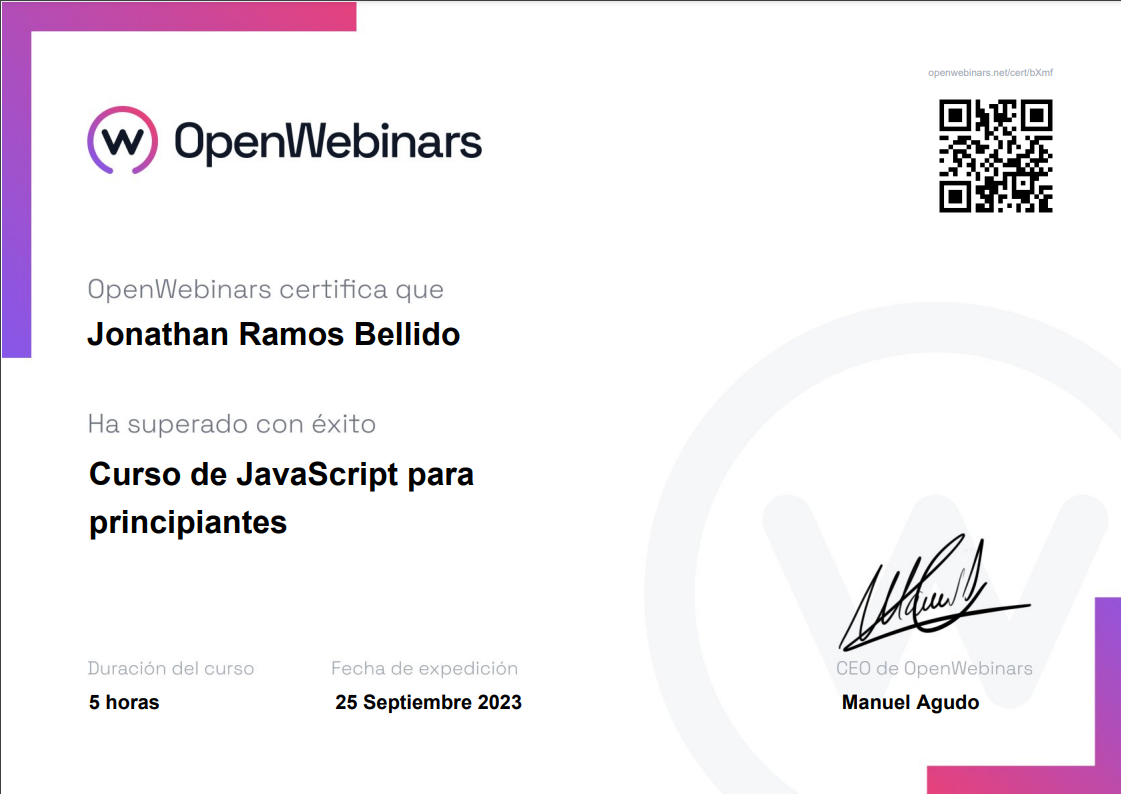 openwebinars.net/cert/bXmf
OpenWebinars
OpenWebinars certifica que
Jonathan Ramos Bellido
Ha superado con éxito
Curso de JavaScript para
principiantes
Duración del curso
5 horas
Fecha de expedición
25 Septiembre 2023
CEO de OpenWebinars
Manuel Agudo